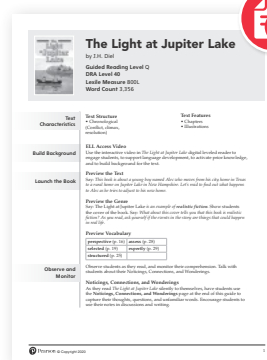 The Light at Jupiter Lake
by J.H. Diel
Guided Reading Level Q
DRA Level 40
Lexile Measure 800L
Word Count 3,356
Text Characteristics
Text Structure
• Chronological
(Conflict, climax,
resolution)
Text Features
• Chapters
• Illustrations
Build Background
ELL Access Video
Use the interactive video in The Light at Jupiter Lake digital leveled reader to
engage students, to support language development, to activate prior knowledge,
and to build background for the text.
Launch the Book
Preview the Text
Say: This book is about a young boy named Alec who moves from his city home in Texas
to a rural home on Jupiter Lake in New Hampshire. Let's read to find out what happens
to Alec as he tries to adjust to his new home.
Preview the Genre
Say: The Light at Jupiter Lake is an example of realistic fiction. Show students
the cover of the book. Say: What about this cover tells you that this book is realistic
fiction? As you read, ask yourself if the events in the story are things that could happen
in real life.
Preview Vocabulary
perspective (p. 16) access (p. 28)
selected (p. 19) expertly (p. 29)
structured (p. 25)
Observe and Monitor
Observe students as they read, and monitor their comprehension. Talk with
students about their Noticings, Connections, and Wonderings.
Noticings, Connections, and Wonderings
As they read The Light at Jupiter Lake silently to themselves, have students use
the Noticings, Connections, and Wonderings page at the end of this guide to
capture their thoughts, questions, and noteworthy words. Encourage students to
use their notes in discussions and writing.
Pearson © Copyright 2020